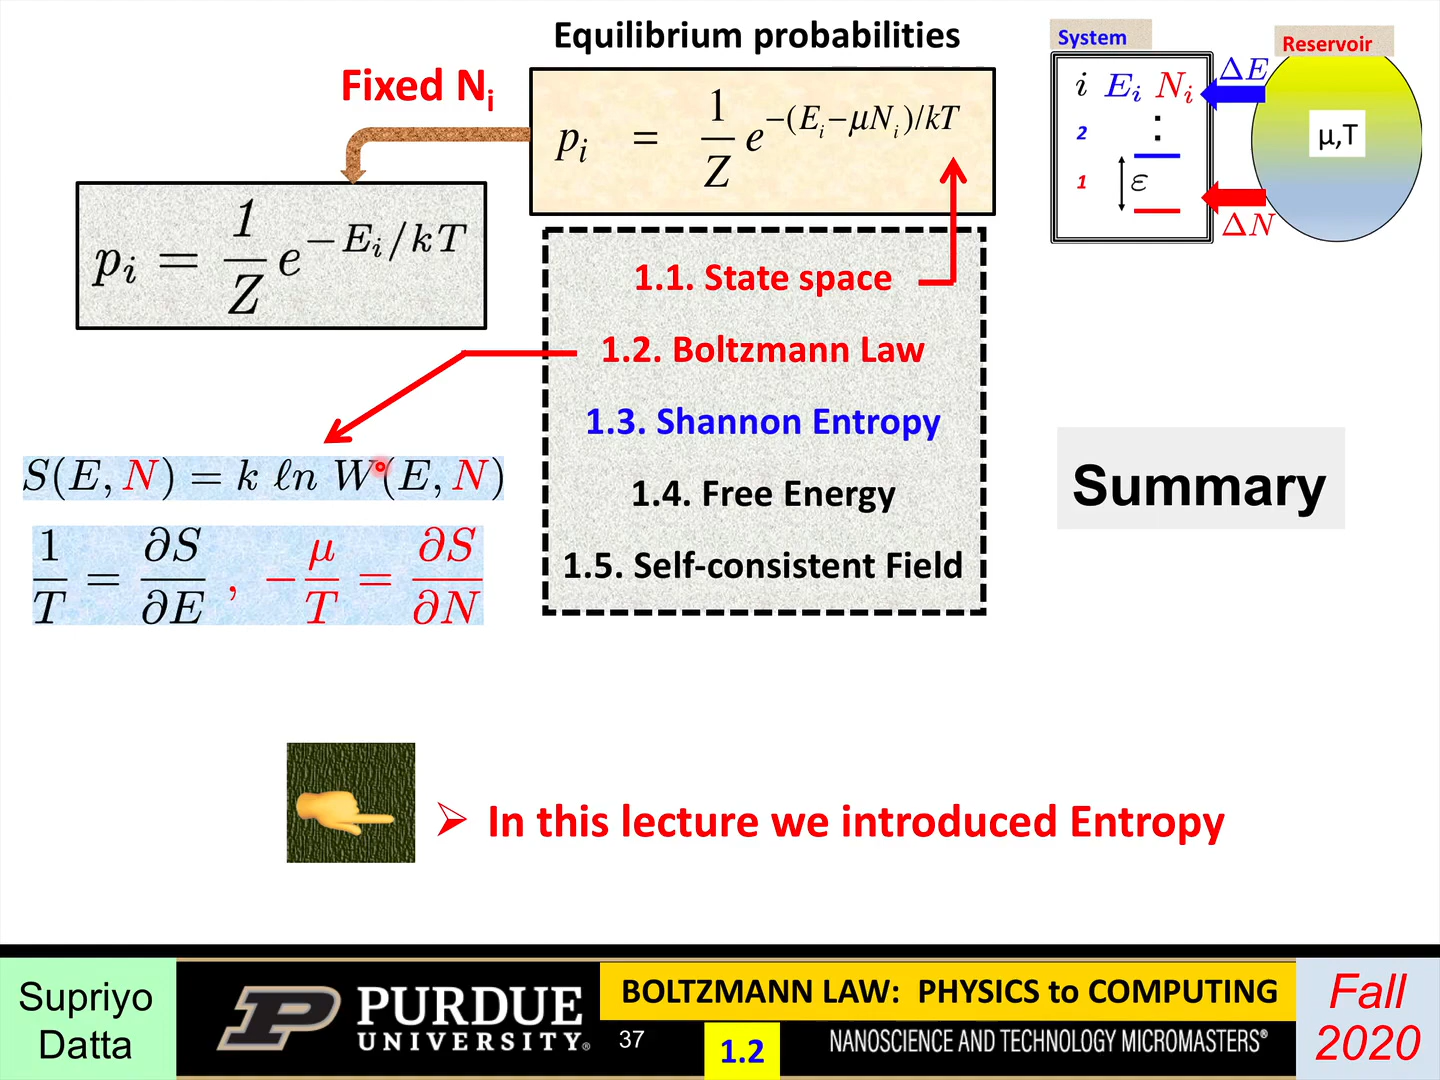 Equilibrium probabilities
Fixed N_i
p_i = 1/Z e^{-(E_i-μN_i)/kT}
p_i = 1/Z e^{-E_i/kT}
System
Reservoir
i E_i N_i
ΔE
μ,T
2
:
1
ε
ΔN
1.1. State space
1.2. Boltzmann Law
1.3. Shannon Entropy
1.4. Free Energy
1.5. Self-consistent Field
S(E, N) = k ℓn W(E, N)
1/T = ∂S/∂E , -μ/T = ∂S/∂N
Summary
➢ In this lecture we introduced Entropy
Supriyo
Datta
PURDUE
UNIVERSITY®
37
BOLTZMANN LAW: PHYSICS to COMPUTING
1.2
NANOSCIENCE AND TECHNOLOGY MICROMASTERS®
Fall
2020